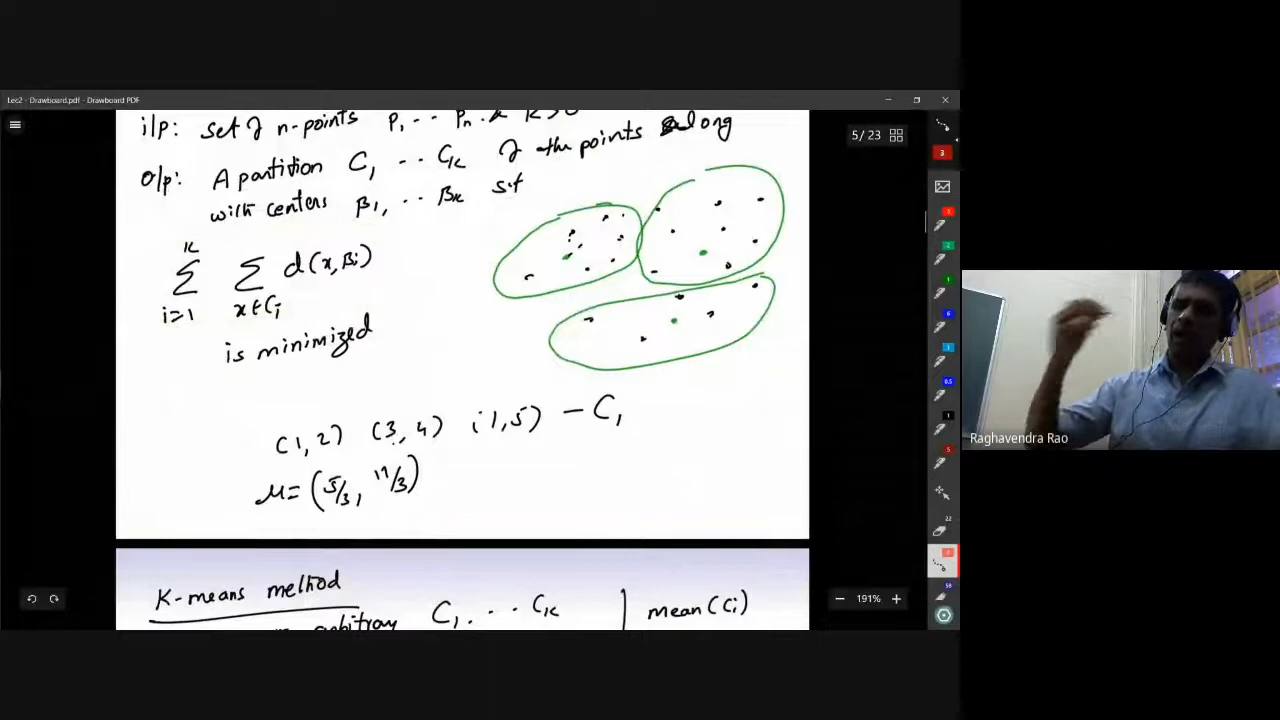 Lec2 - Drawboard.pdf - Drawboard PDF
5 / 23
i/p: set of n-points P1 .. Pn. & K > 0
o/p: A partition C1, .. CK of the points along
with centers β1, .. βK s.t
K
Σ Σ d(x, βi)
i=1 x∈Ci
is minimized
(1, 2) (3, 4) (1, 5) - C1
μ = (5/3, 11/3)
K-means method
arbitrary C1. .. CK
mean(Ci)
191%
Raghavendra Rao